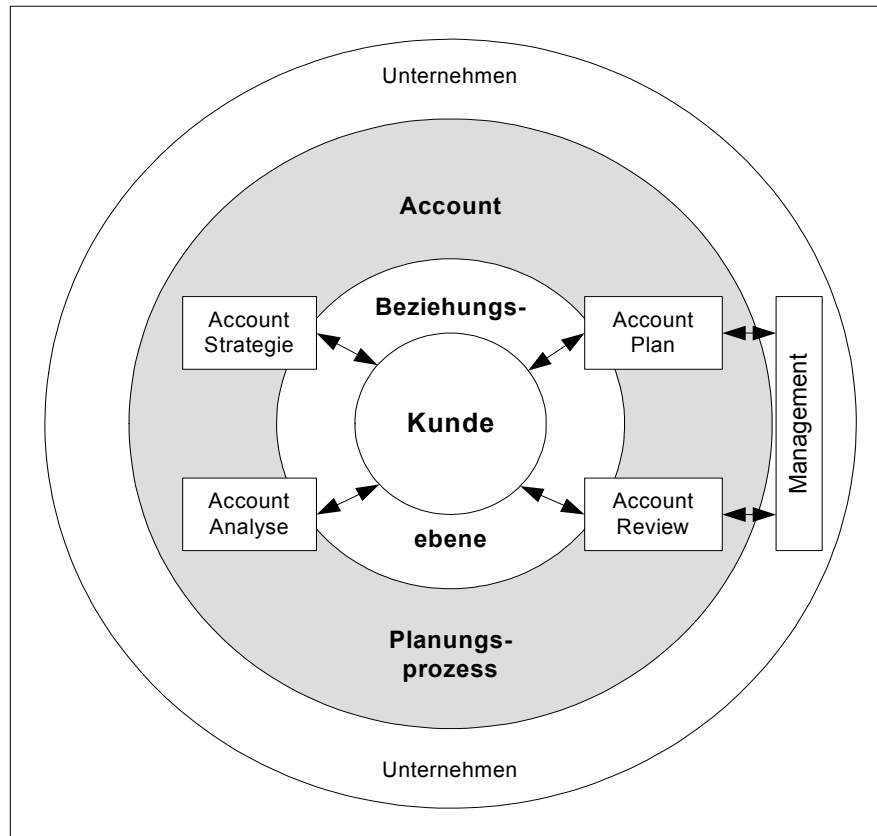 Unternehmen
Account
Beziehungs-
Account
Strategie
Account
Plan
Management
Kunde
Account
Analyse
Account
Review
ebene
Planungs-
prozess
Unternehmen